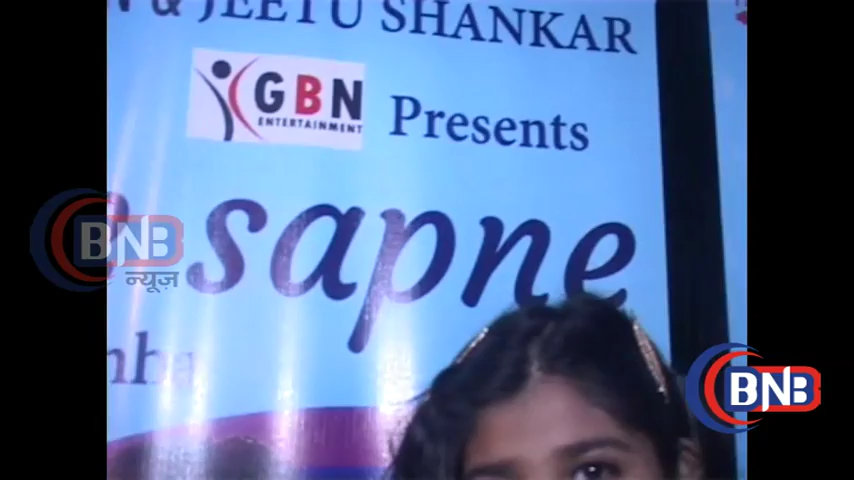 & JEETU SHANKAR
GBN
ENTERTAINMENT
Presents
sapne
BNB
न्यूज़
BNB